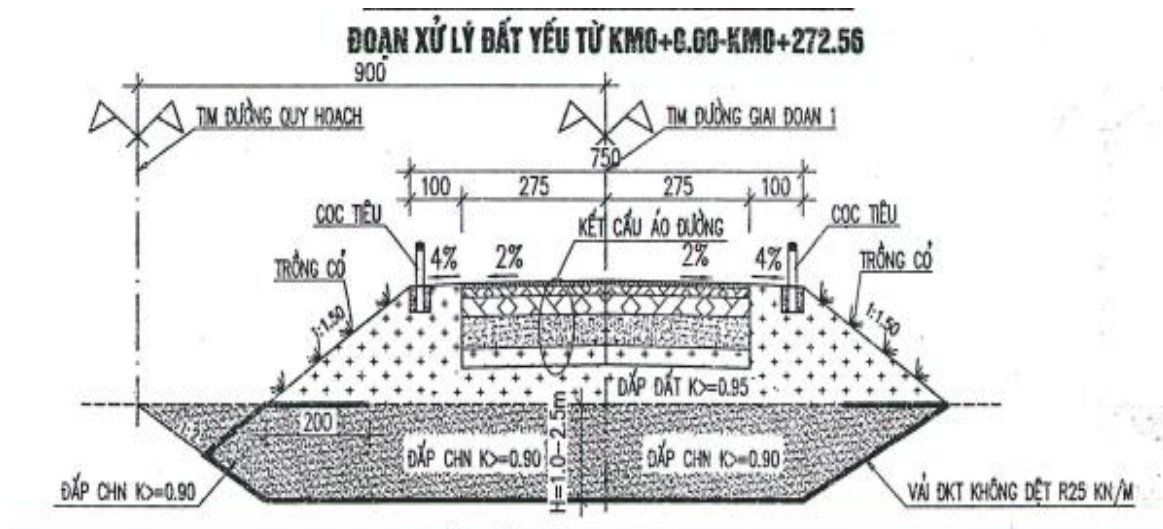 ĐOẠN XỬ LÝ ĐẤT YẾU TỪ KM0+0.00-KM0+272.56
900
TIM ĐƯỜNG QUY HOẠCH
TIM ĐƯỜNG GIAI ĐOẠN 1
750
100
275
275
100
CỌC TIÊU
KẾT CẤU ÁO ĐƯỜNG
CỌC TIÊU
4%
2%
2%
4%
TRỒNG CỎ
TRỒNG CỎ
1:1.50
1:1.50
ĐẮP ĐẤT K>=0.95
200
H=1.0-2.5m
ĐẮP CHN K>=0.90
ĐẮP CHN K>=0.90
ĐẮP CHN K>=0.90
VẢI ĐKT KHÔNG DỆT R25 KN/M